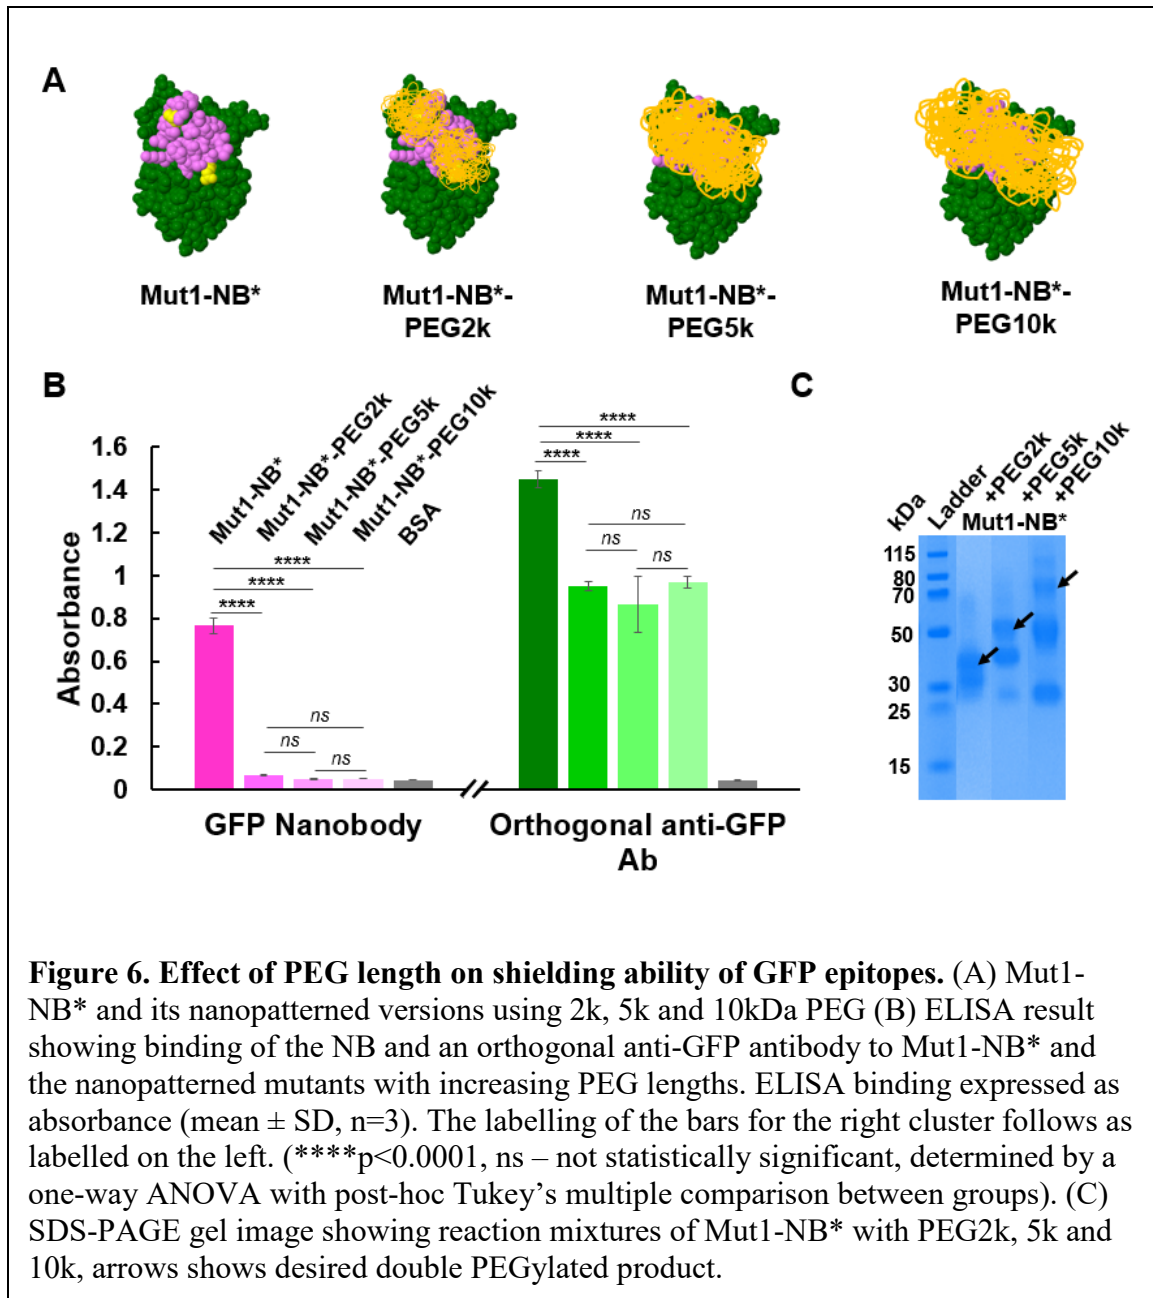 A
Mut1-NB*
Mut1-NB*-
PEG2k
Mut1-NB*-
PEG5k
Mut1-NB*-
PEG10k
B
Absorbance
1.6
1.4
1.2
1
0.8
0.6
0.4
0.2
0
Mut1-NB*
Mut1-NB*-PEG2k
Mut1-NB*-PEG5k
Mut1-NB*-PEG10k
BSA
****
****
****
ns
ns
ns
****
****
****
ns
ns
ns
GFP Nanobody
Orthogonal anti-GFP
Ab
C
kDa
Ladder
+PEG2k
+PEG5k
+PEG10k
Mut1-NB*
115
80
70
50
30
25
15
Figure 6. Effect of PEG length on shielding ability of GFP epitopes. (A) Mut1-
NB* and its nanopatterned versions using 2k, 5k and 10kDa PEG (B) ELISA result
showing binding of the NB and an orthogonal anti-GFP antibody to Mut1-NB* and
the nanopatterned mutants with increasing PEG lengths. ELISA binding expressed as
absorbance (mean ± SD, n=3). The labelling of the bars for the right cluster follows as
labelled on the left. (****p<0.0001, ns – not statistically significant, determined by a
one-way ANOVA with post-hoc Tukey’s multiple comparison between groups). (C)
SDS-PAGE gel image showing reaction mixtures of Mut1-NB* with PEG2k, 5k and
10k, arrows shows desired double PEGylated product.